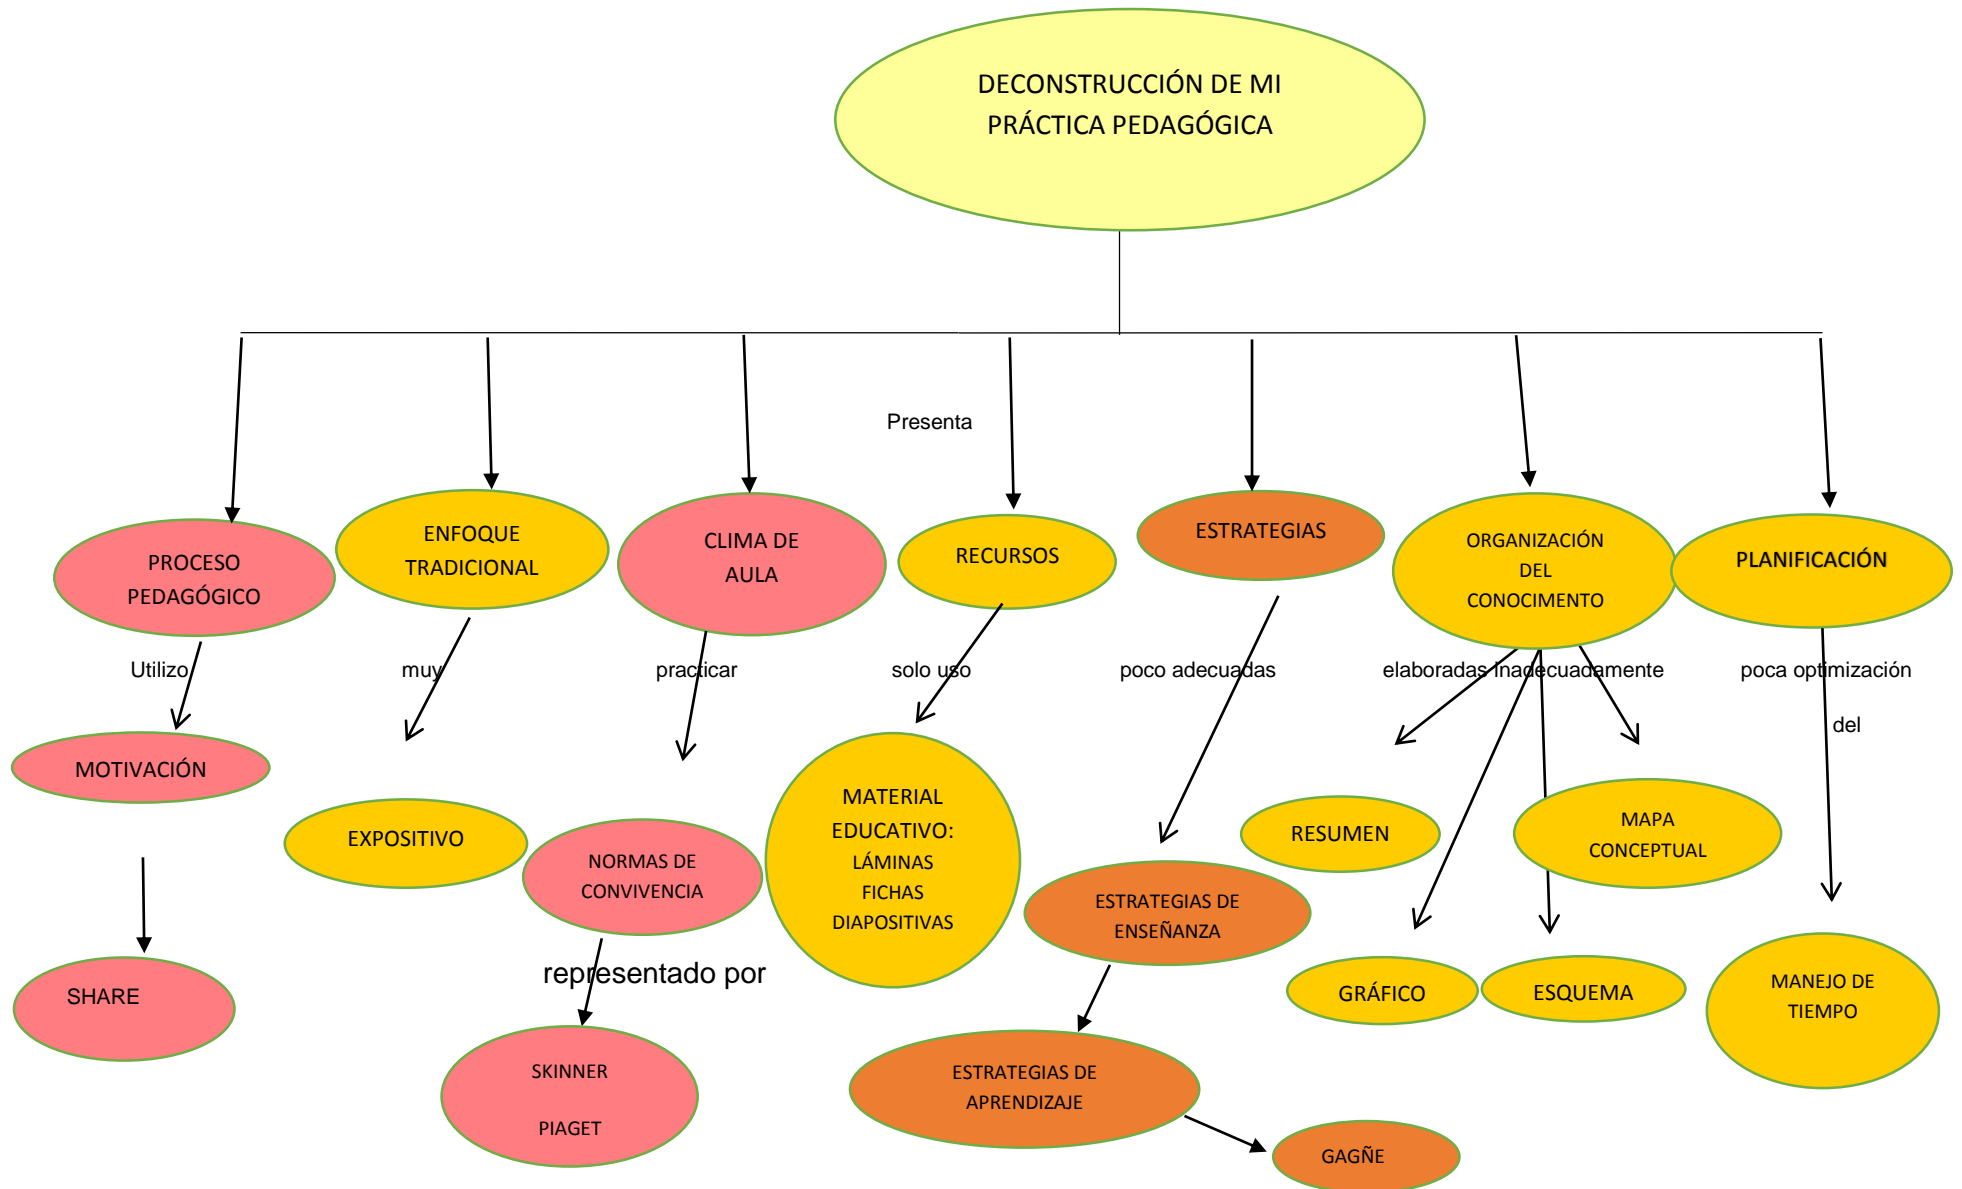 DECONSTRUCCIÓN DE MI
PRÁCTICA PEDAGÓGICA
Presenta
PROCESO
PEDAGÓGICO
ENFOQUE
TRADICIONAL
CLIMA DE
AULA
RECURSOS
ESTRATEGIAS
ORGANIZACIÓN
DEL
CONOCIMENTO
PLANIFICACIÓN
Utilizo
muy
practicar
solo uso
poco adecuadas
elaboradas inadecuadamente
poca optimización
del
MOTIVACIÓN
EXPOSITIVO
NORMAS DE
CONVIVENCIA
MATERIAL
EDUCATIVO:
LÁMINAS
FICHAS
DIAPOSITIVAS
ESTRATEGIAS DE
ENSEÑANZA
RESUMEN
MAPA
CONCEPTUAL
GRÁFICO
ESQUEMA
MANEJO DE
TIEMPO
SHARE
representado por
SKINNER
PIAGET
ESTRATEGIAS DE
APRENDIZAJE
GAGÑE